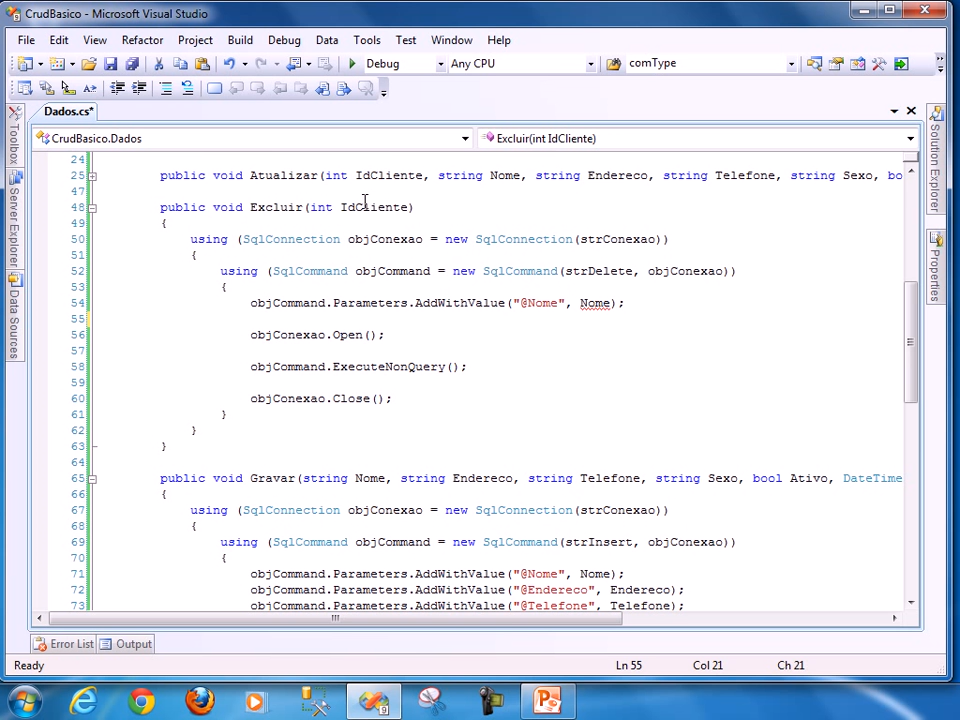 CrudBasico - Microsoft Visual Studio
File Edit View Refactor Project Build Debug Data Tools Test Window Help
Debug Any CPU comType
Dados.cs*
CrudBasico.Dados Excluir(int IdCliente)
24
25 public void Atualizar(int IdCliente, string Nome, string Endereco, string Telefone, string Sexo, bo
47
48 public void Excluir(int IdCliente)
49 {
50 using (SqlConnection objConexao = new SqlConnection(strConexao))
51 {
52 using (SqlCommand objCommand = new SqlCommand(strDelete, objConexao))
53 {
54 objCommand.Parameters.AddWithValue("@Nome", Nome);
55
56 objConexao.Open();
57
58 objCommand.ExecuteNonQuery();
59
60 objConexao.Close();
61 }
62 }
63 }
64
65 public void Gravar(string Nome, string Endereco, string Telefone, string Sexo, bool Ativo, DateTime
66 {
67 using (SqlConnection objConexao = new SqlConnection(strConexao))
68 {
69 using (SqlCommand objCommand = new SqlCommand(strInsert, objConexao))
70 {
71 objCommand.Parameters.AddWithValue("@Nome", Nome);
72 objCommand.Parameters.AddWithValue("@Endereco", Endereco);
73 objCommand.Parameters.AddWithValue("@Telefone", Telefone);
Toolbox
Server Explorer
Data Sources
Solution Explorer
Properties
Error List Output
Ready Ln 55 Col 21 Ch 21